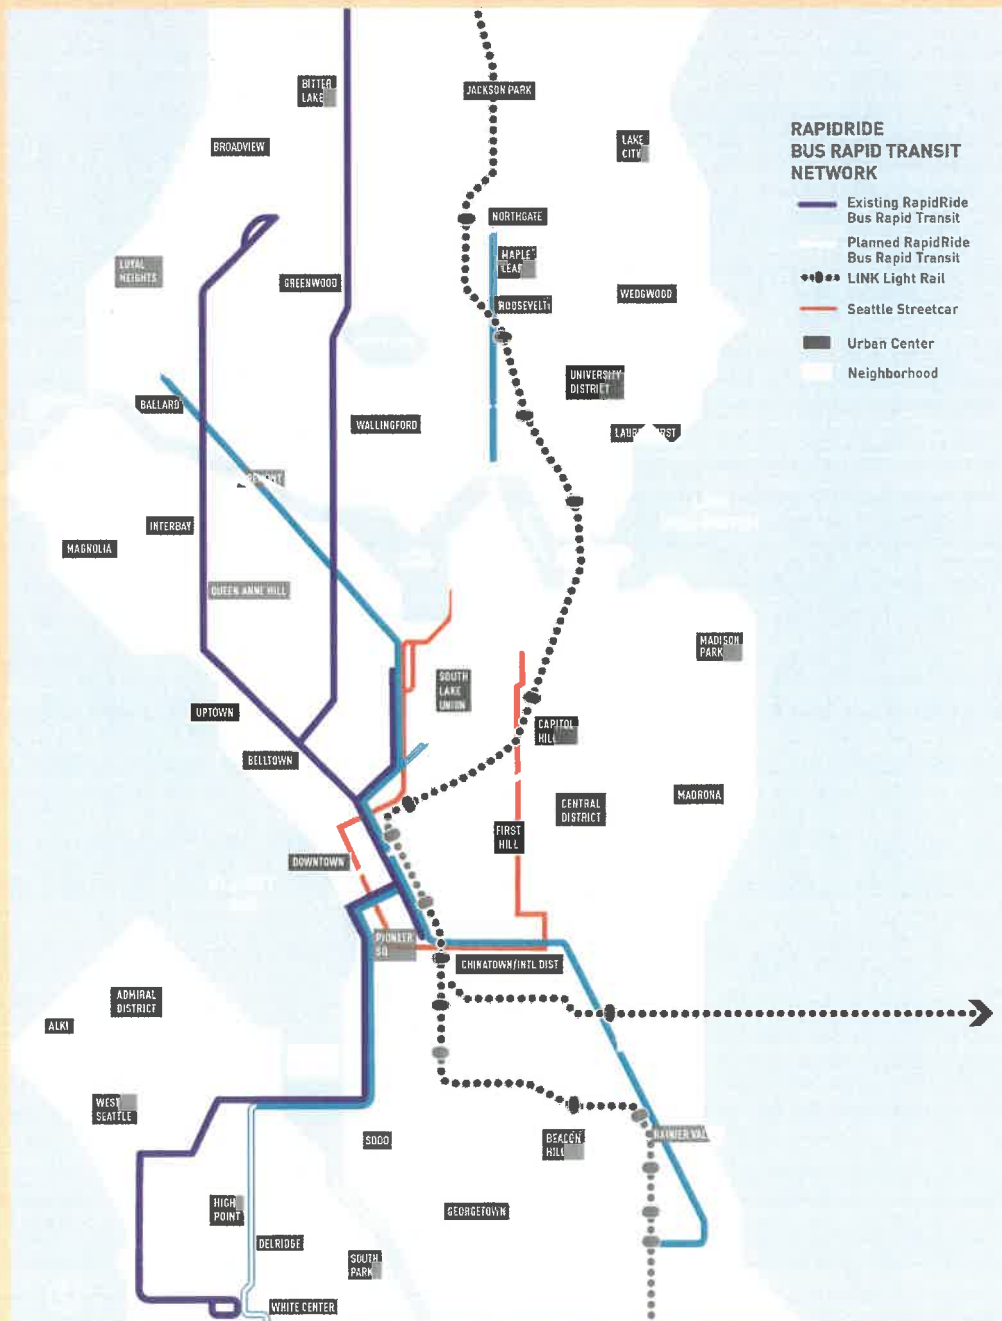 BITTER
LAKE
JACKSON PARK
BROADVIEW
LAKE
CITY
RAPIDRIDE
BUS RAPID TRANSIT
NETWORK
Existing RapidRide
Bus Rapid Transit
Planned RapidRide
Bus Rapid Transit
LINK Light Rail
Seattle Streetcar
Urban Center
Neighborhood
NORTHGATE
MAPLE
LEAF
HEIGHTS
GREENWOOD
ROOSEVELT
WEDGWOOD
UNIVERSITY
DISTRICT
BALLARD
WALLINGFORD
INTERBAY
MAGNOLIA
QUEEN ANNE HILL
MADISON
PARK
SOUTH
LAKE
UNION
UPTOWN
CAPITOL
HILL
BELLTOWN
MADRONA
CENTRAL
DISTRICT
FIRST
HILL
DOWNTOWN
PIONEER
SQ
CHINATOWN/INTL DIST
ADMIRAL
DISTRICT
ALKI
WEST
SEATTLE
SODO
BEACON
HILL
RAINIER VAL
HIGH
POINT
GEORGETOWN
DELRIDGE
SOUTH
PARK
WHITE CENTER